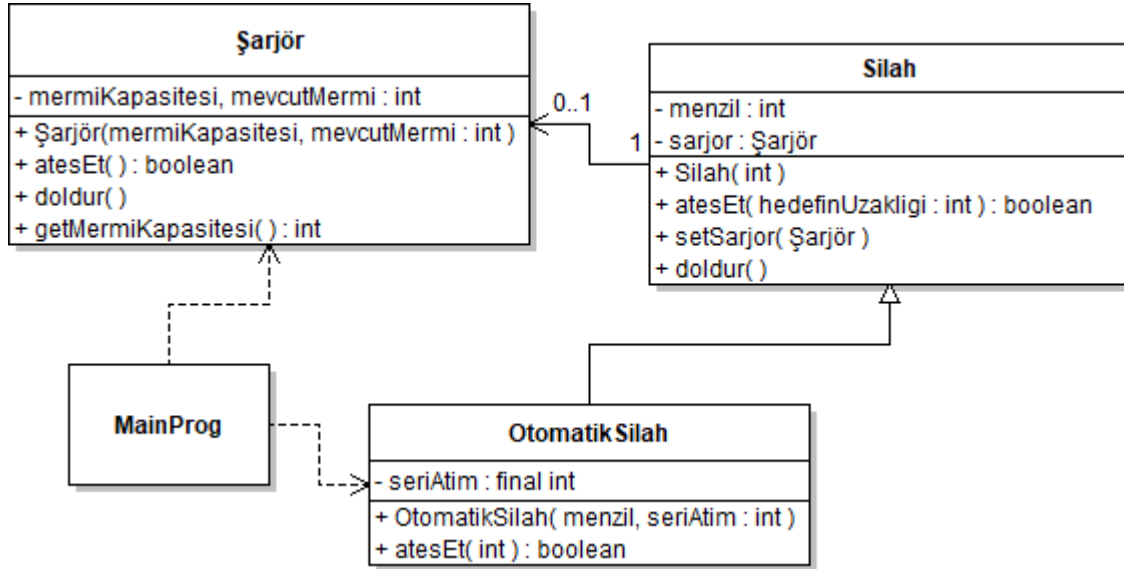 Şarjör
- mermiKapasitesi, mevcutMermi : int
+ Şarjör(mermiKapasitesi, mevcutMermi : int )
+ atesEt( ) : boolean
+ doldur( )
+ getMermiKapasitesi( ) : int
0..1
1
Silah
- menzil : int
- sarjor : Şarjör
+ Silah( int )
+ atesEt( hedefinUzakligi : int ) : boolean
+ setSarjor( Şarjör )
+ doldur( )
MainProg
OtomatikSilah
- seriAtim : final int
+ OtomatikSilah( menzil, seriAtim : int )
+ atesEt( int ) : boolean